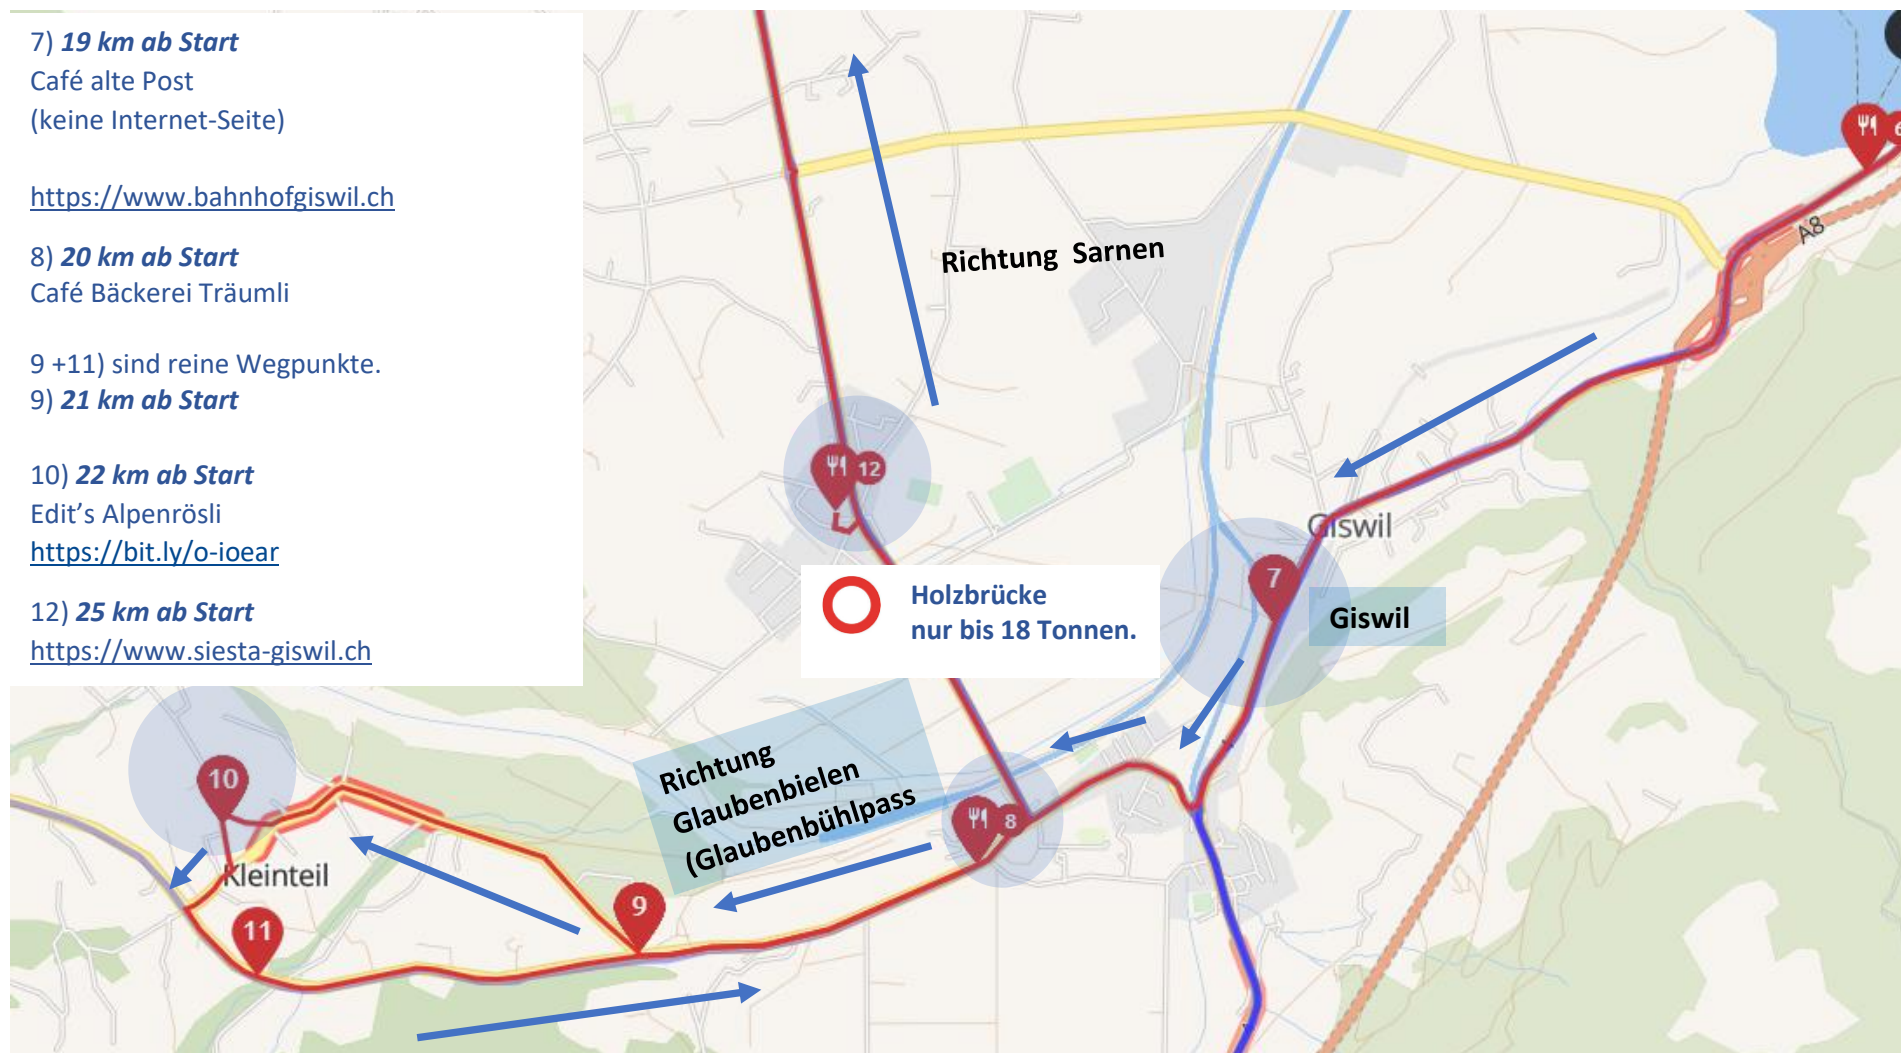 7) 19 km ab Start
Café alte Post
(keine Internet-Seite)
https://www.bahnhofgiswil.ch
8) 20 km ab Start
Café Bäckerei Träumli
9 +11) sind reine Wegpunkte.
9) 21 km ab Start
10) 22 km ab Start
Edit's Alpenrösli
https://bit.ly/o-ioear
12) 25 km ab Start
https://www.siesta-giswil.ch
6
A8
Richtung Sarnen
12
Giswil
7
Giswil
Holzbrücke
nur bis 18 Tonnen.
Richtung
Glaubenbielen
(Glaubenbühlpass
8
10
Kleinteil
9
11